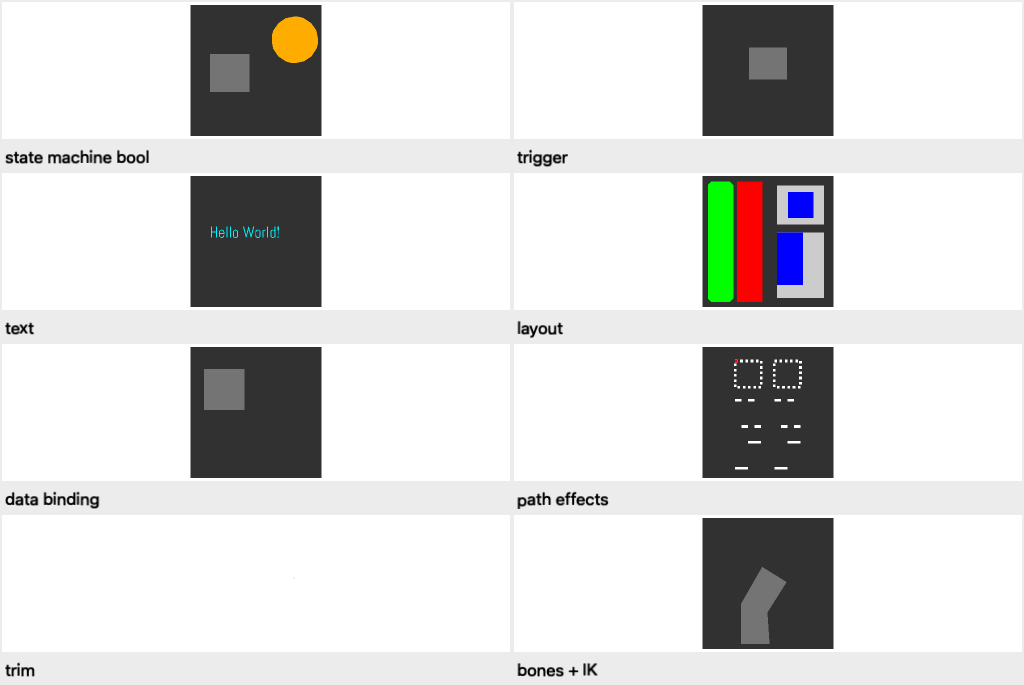 state machine bool
trigger
Hello World!
text
layout
data binding
path effects
trim
bones + IK